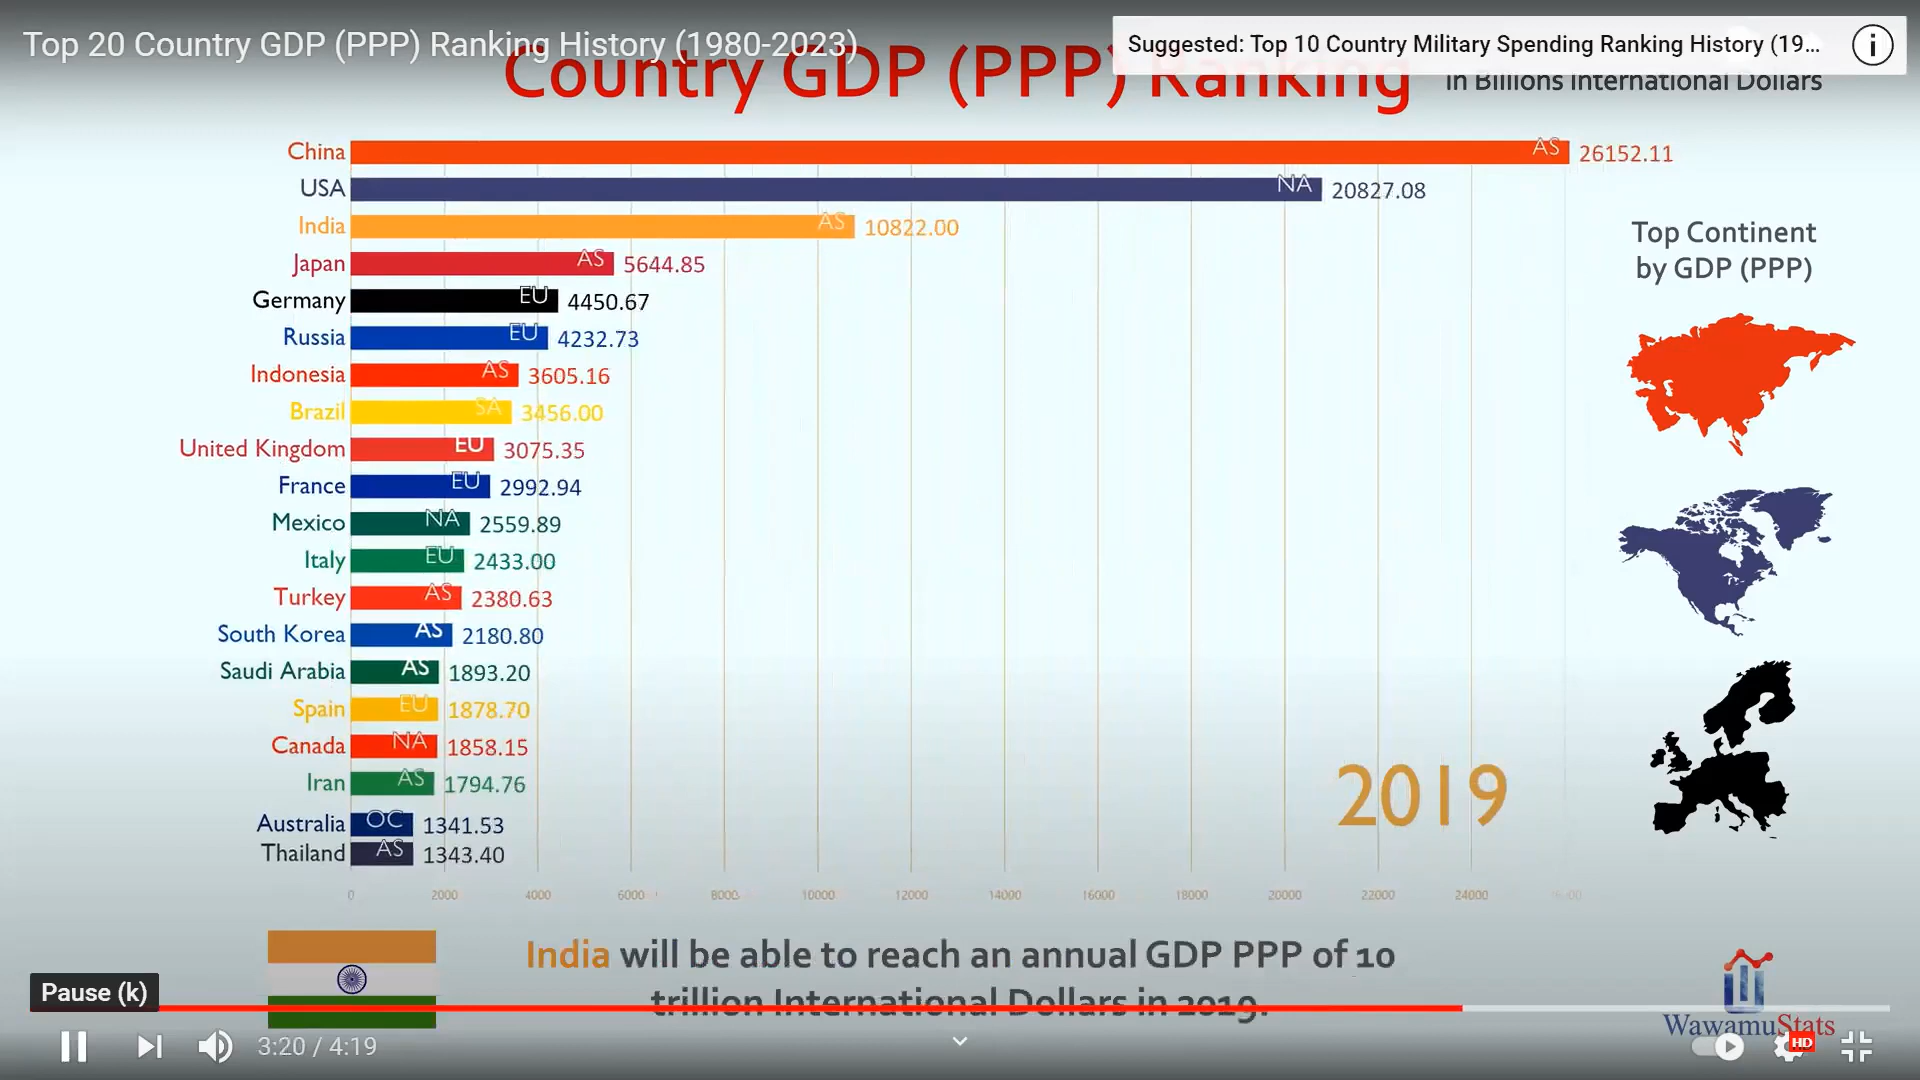 Top 20 Country GDP (PPP) Ranking History (1980-2023)
Suggested: Top 10 Country Military Spending Ranking History (19...
Country GDP (PPP) Ranking
in Billions International Dollars
China AS 26152.11
USA NA 20827.08
India AS 10822.00
Japan AS 5644.85
Germany EU 4450.67
Russia EU 4232.73
Indonesia AS 3605.16
Brazil SA 3456.00
United Kingdom EU 3075.35
France EU 2992.94
Mexico NA 2559.89
Italy EU 2433.00
Turkey AS 2380.63
South Korea AS 2180.80
Saudi Arabia AS 1893.20
Spain EU 1878.70
Canada NA 1858.15
Iran AS 1794.76
Australia OC 1341.53
Thailand AS 1343.40
0 2000 4000 6000 8000 10000 12000 14000 16000 18000 20000 22000 24000
Top Continent
by GDP (PPP)
2019
India will be able to reach an annual GDP PPP of 10
trillion International Dollars in 2019.
Pause (k)
WawamuStats
3:20 / 4:19
HD